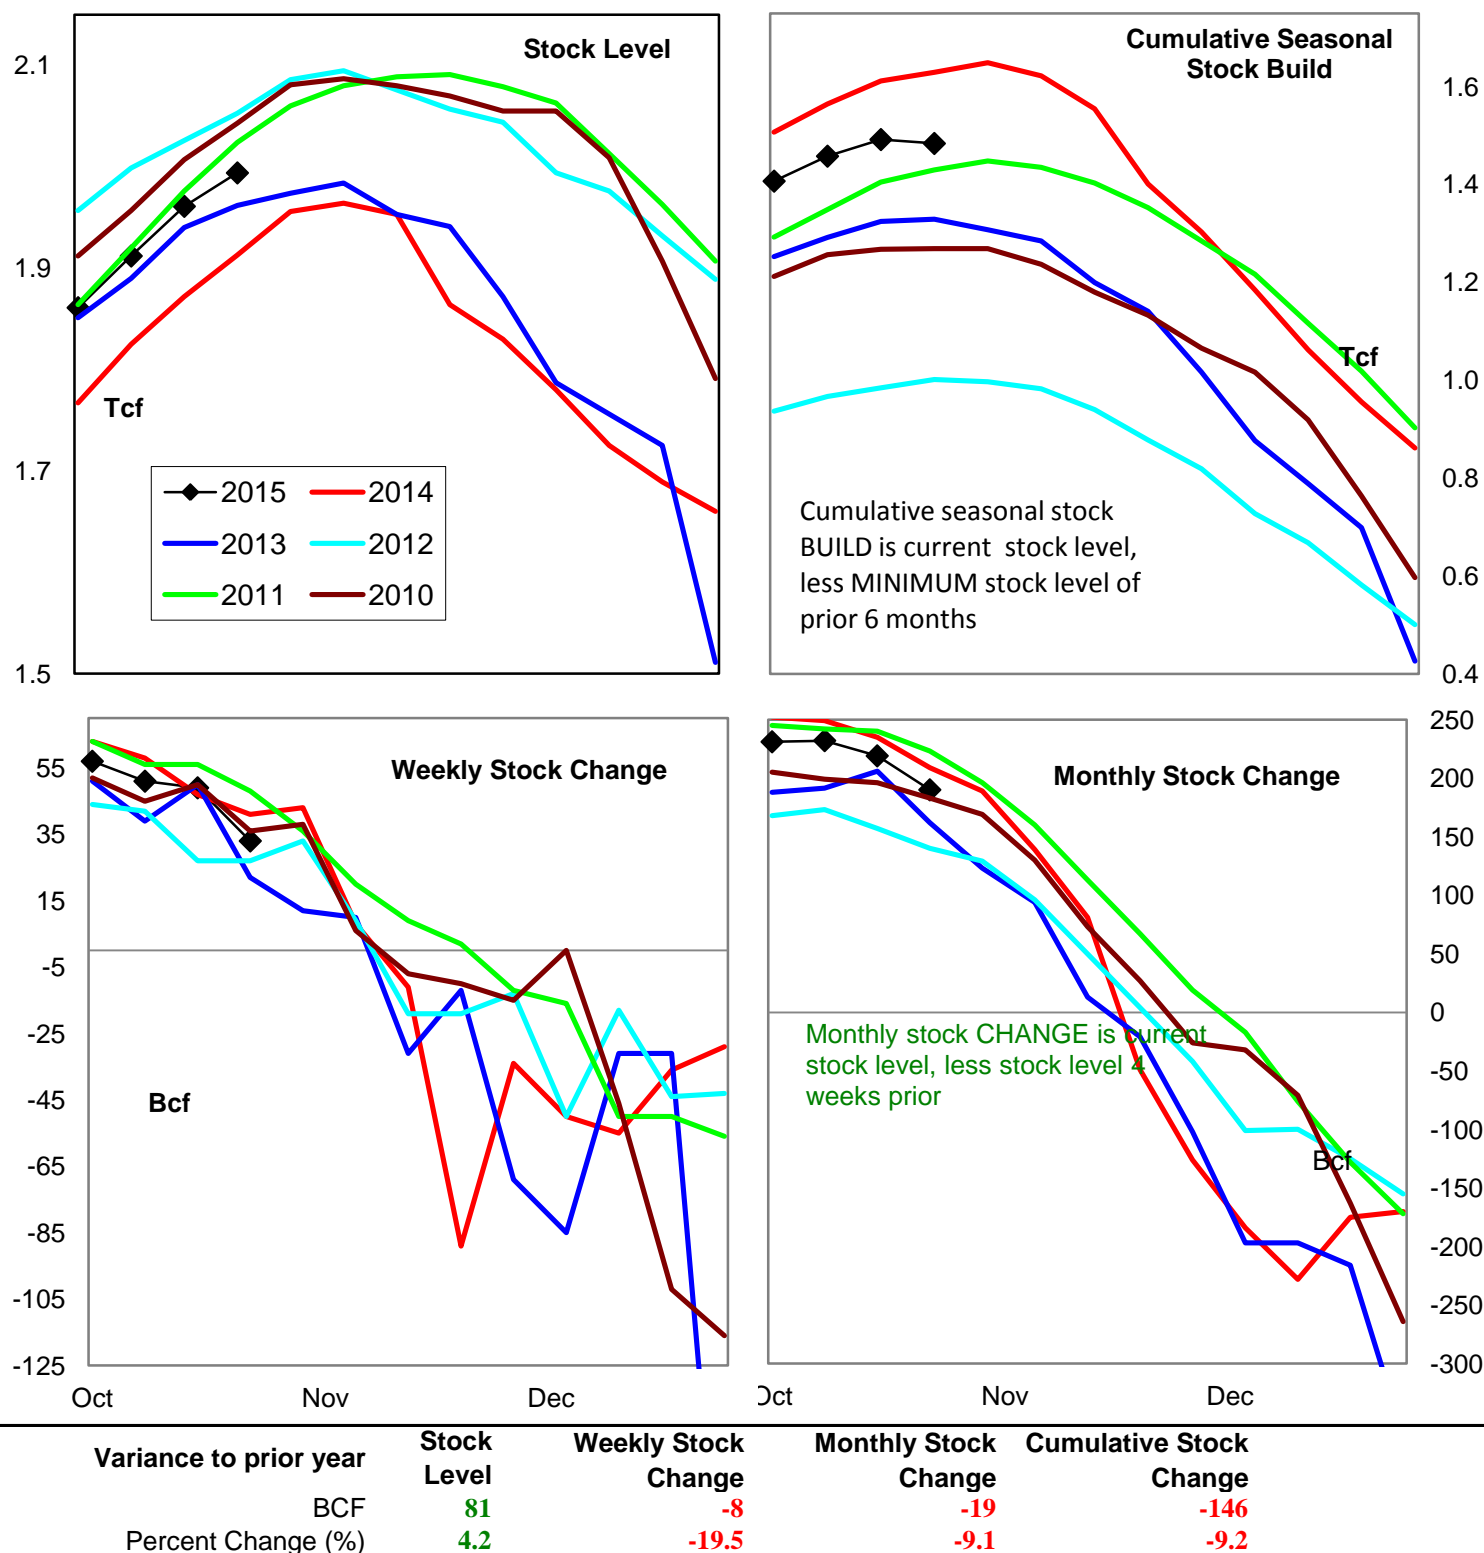 Stock Level
2.1
1.9
1.7
1.5
Tcf
2015
2014
2013
2012
2011
2010
Cumulative Seasonal
Stock Build
1.6
1.4
1.2
1.0
0.8
0.6
0.4
Tcf
Cumulative seasonal stock
BUILD is current stock level,
less MINIMUM stock level of
prior 6 months
Weekly Stock Change
55
35
15
-5
-25
-45
-65
-85
-105
-125
Bcf
Oct
Nov
Dec
Monthly Stock Change
250
200
150
100
50
0
-50
-100
-150
-200
-250
-300
Monthly stock CHANGE is current
stock level, less stock level 4
weeks prior
Bcf
Oct
Nov
Dec
Variance to prior year
Stock
Level
Weekly Stock
Change
Monthly Stock
Change
Cumulative Stock
Change
BCF 81 -8 -19 -146
Percent Change (%) 4.2 -19.5 -9.1 -9.2